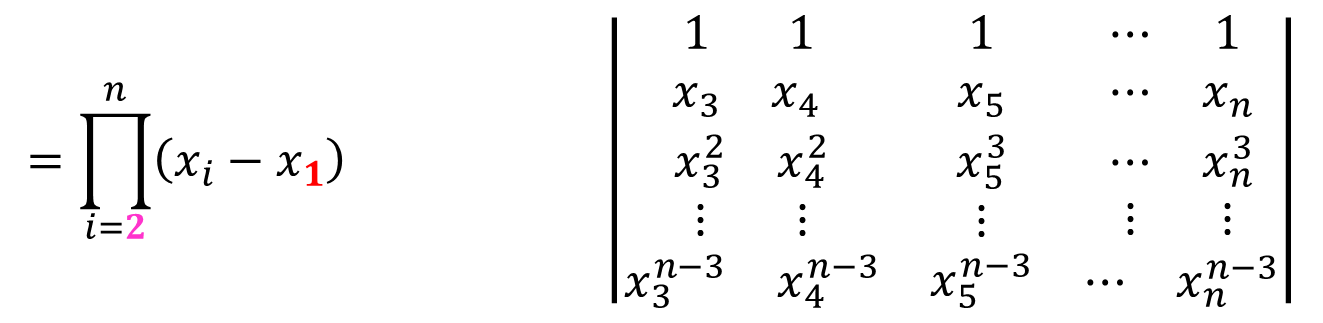 = ∏_{i=2}^{n} (x_i − x_1) | 1 1 1 ⋯ 1 |
| x_3 x_4 x_5 ⋯ x_n |
| x_3^2 x_4^2 x_5^3 ⋯ x_n^3 |
| ⋮ ⋮ ⋮ ⋮ ⋮ |
| x_3^{n−3} x_4^{n−3} x_5^{n−3} ⋯ x_n^{n−3} |